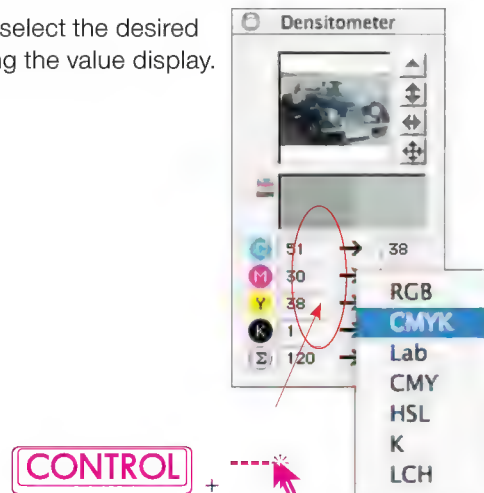 select the desired
ng the value display.
Densitometer
C 51 → 38
M 30
Y 38
K 1
Σ 120
RGB
CMYK
Lab
CMY
HSL
K
LCH
CONTROL +